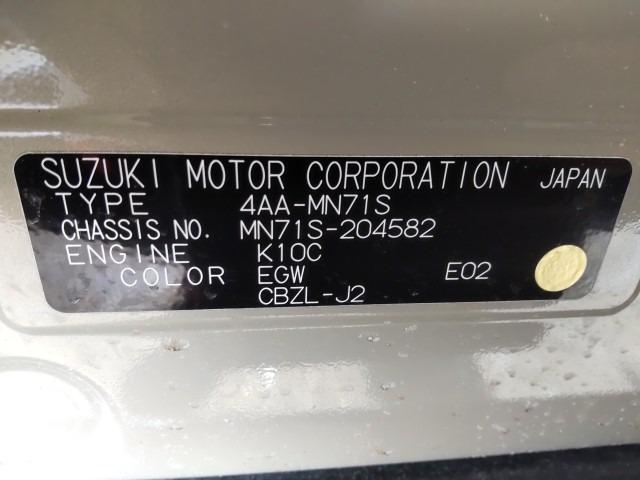 SUZUKI MOTOR CORPORATION JAPAN
TYPE 4AA-MN71S
CHASSIS NO. MN71S-204582
ENGINE K10C
COLOR EGW E02
CBZL-J2